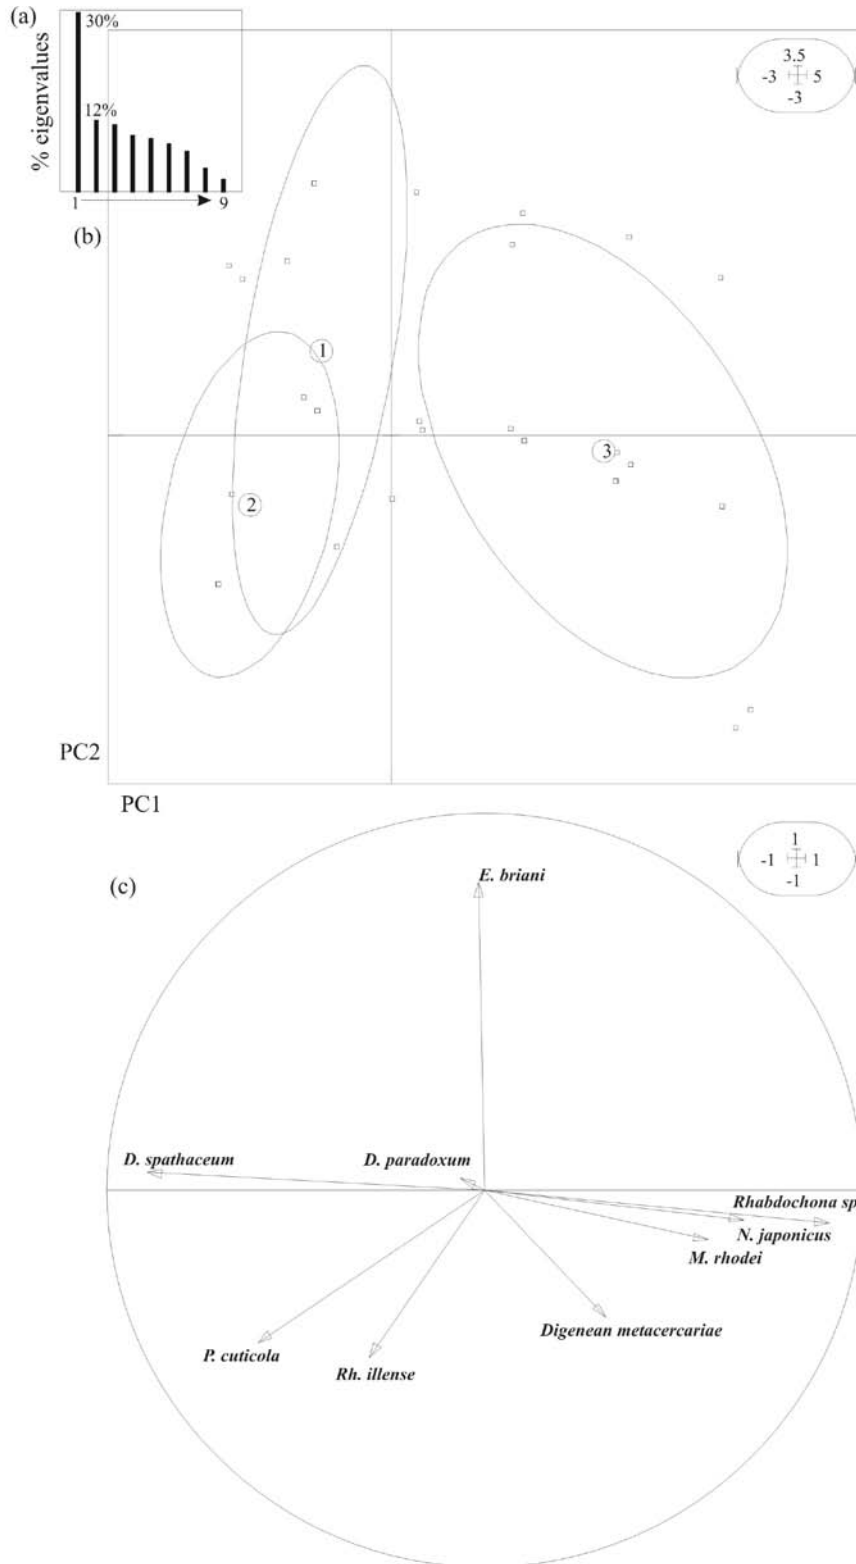 (a)
30%
12%
% eigenvalues
1
9
(b)
3.5
-3 5
-3
1
2
3
PC2
PC1
(c)
1
-1 1
-1
E. briani
D. spathaceum
D. paradoxum
Rhabdochona sp
N. japonicus
M. rhodei
Digenean metacercariae
P. cuticola
Rh. illense